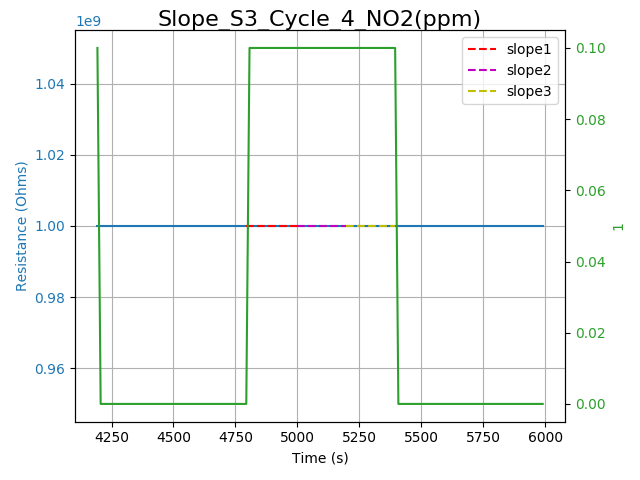 Slope_S3_Cycle_4_NO2(ppm)
1e9
slope1
slope2
slope3
1.04
1.02
1.00
0.98
0.96
Resistance (Ohms)
0.10
0.08
0.06
0.04
0.02
0.00
1
4250 4500 4750 5000 5250 5500 5750 6000
Time (s)